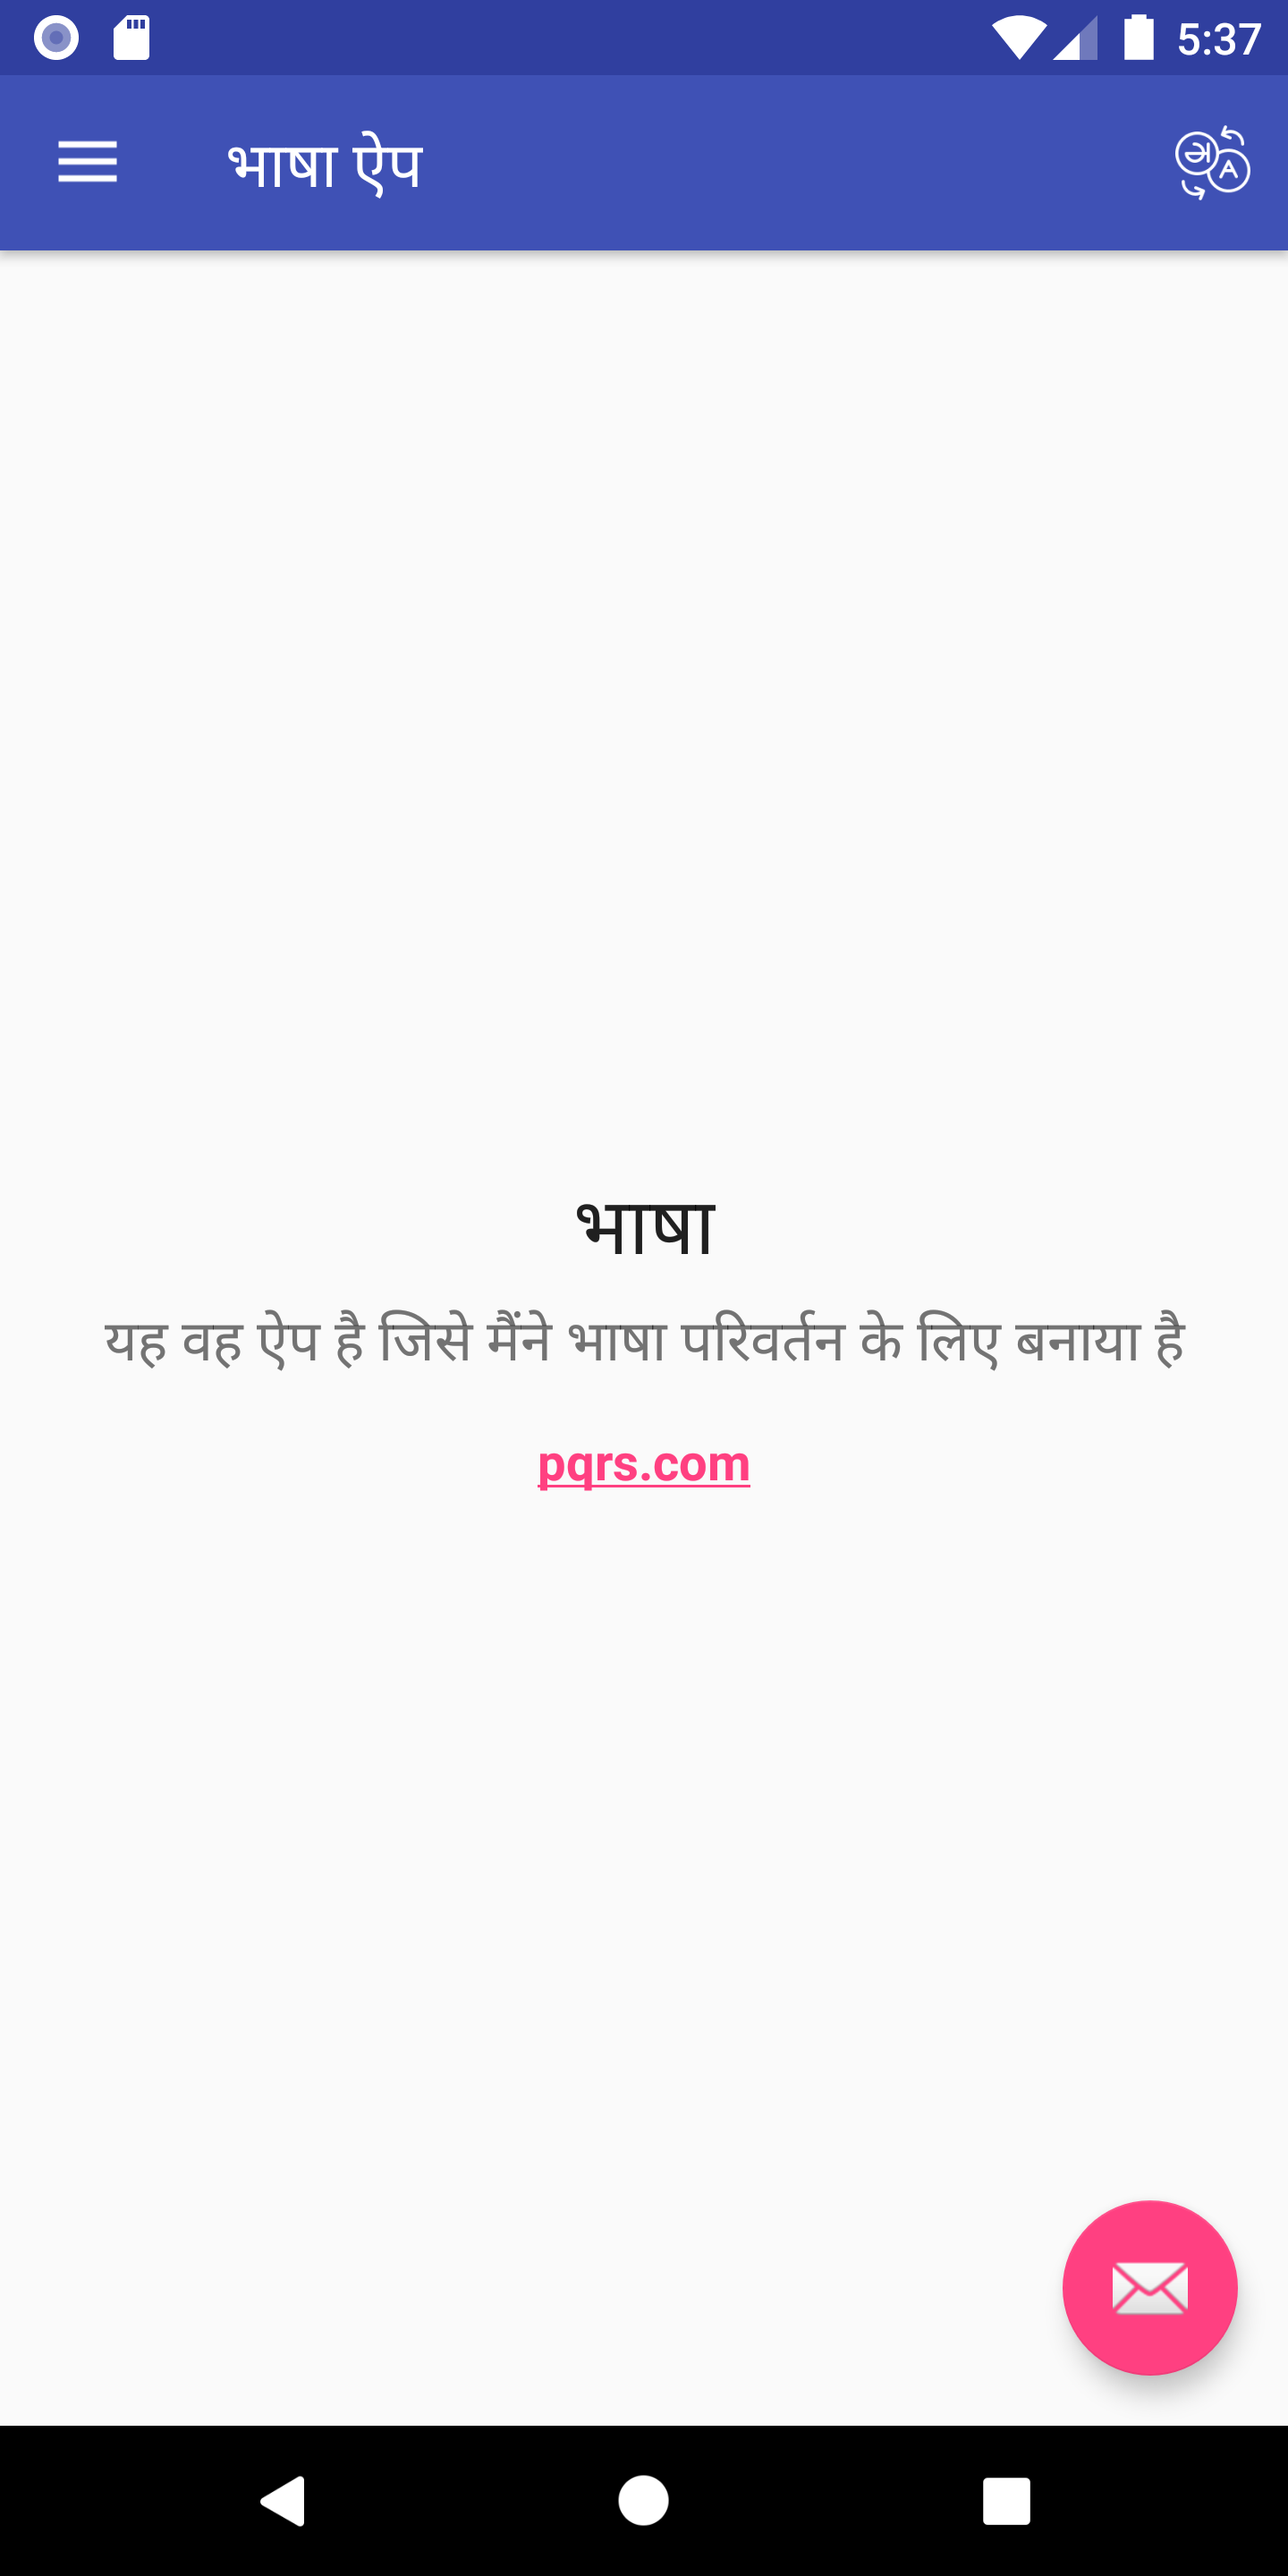 5:37
भाषा ऐप
भाषा
यह वह ऐप है जिसे मैंने भाषा परिवर्तन के लिए बनाया है
pqrs.com